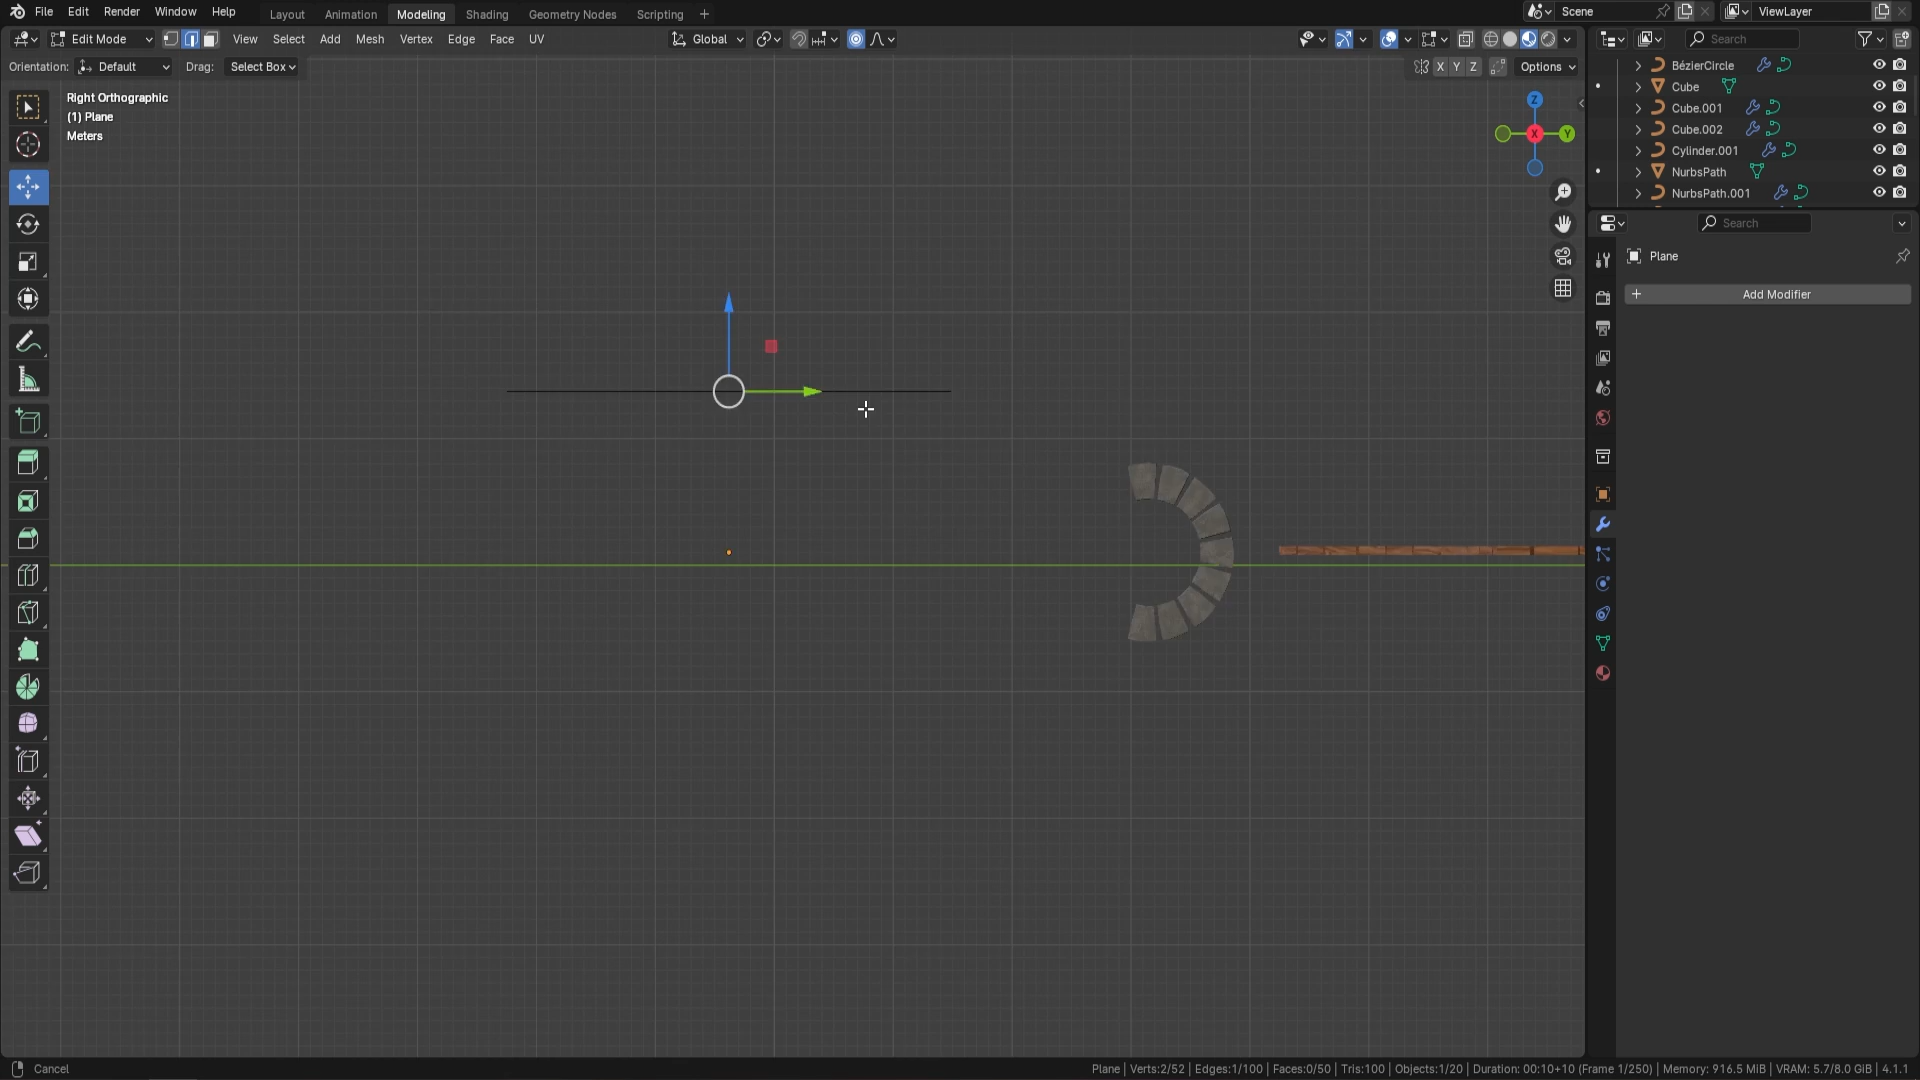 File Edit Render Window Help Layout Animation Modeling Shading Geometry Nodes Scripting + Scene ViewLayer
Edit Mode View Select Add Mesh Vertex Edge Face UV Global Search
Orientation: Default Drag: Select Box X Y Z Options
Right Orthographic
(1) Plane
Meters
Z
X
Y
BézierCircle
Cube
Cube.001
Cube.002
Cylinder.001
NurbsPath
NurbsPath.001
Search
Plane
+ Add Modifier
Cancel Plane | Verts:2/52 | Edges:1/100 | Faces:0/50 | Tris:100 | Objects:1/20 | Duration: 00:10+10 (Frame 1/250) | Memory: 916.5 MiB | VRAM: 5.7/8.0 GiB | 4.1.1